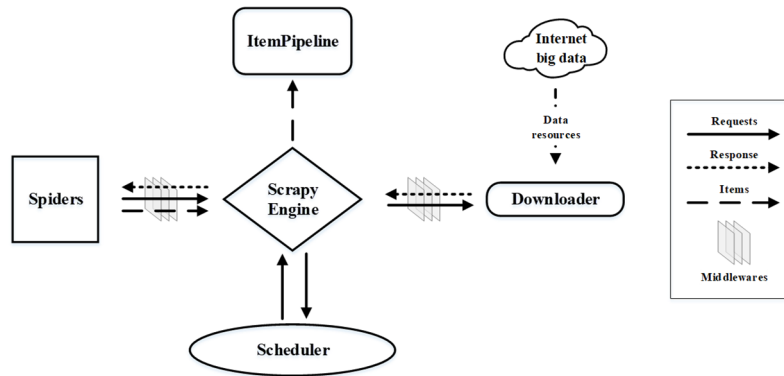 ItemPipeline
Internet
big data
Data
resources
Requests
Response
Items
Middlewares
Spiders
Scrapy
Engine
Downloader
Scheduler